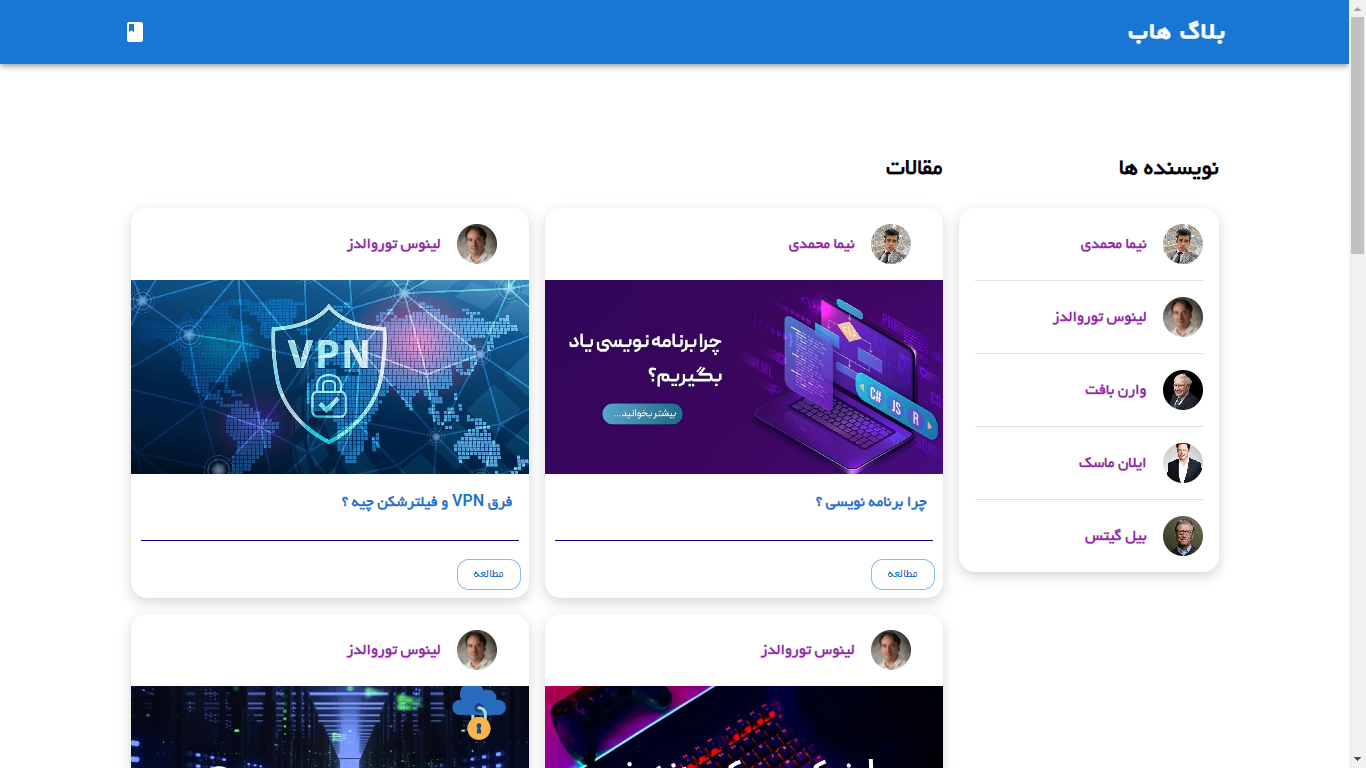 بلاگ هاب
نویسنده ها
نیما محمدی
لینوس توروالدز
وارن بافت
ایلان ماسک
بیل گیتس
مقالات
نیما محمدی
چرا برنامه نویسی یاد
بگیریم؟
بیشتر بخوانید...
C# JS R
چرا برنامه نویسی ؟
مطالعه
لینوس توروالدز
VPN
فرق VPN و فیلترشکن چیه ؟
مطالعه
لینوس توروالدز
لینوس توروالدز